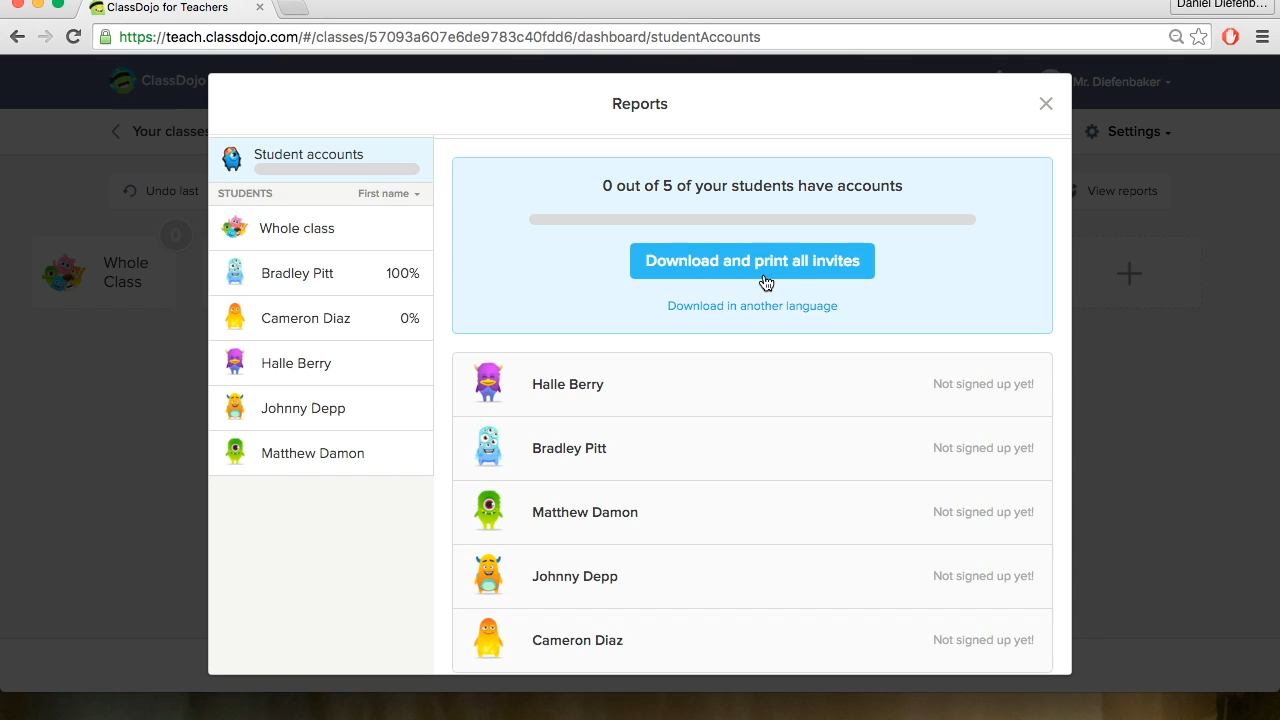 ClassDojo for Teachers
Daniel Diefenb...
https://teach.classdojo.com/#/classes/57093a607e6de9783c40fdd6/dashboard/studentAccounts
ClassDojo
Mr. Diefenbaker
Reports
Your classes
Settings
Undo last
View reports
0
Whole
Class
Student accounts
STUDENTS First name
Whole class
Bradley Pitt 100%
Cameron Diaz 0%
Halle Berry
Johnny Depp
Matthew Damon
0 out of 5 of your students have accounts
Download and print all invites
Download in another language
Halle Berry Not signed up yet!
Bradley Pitt Not signed up yet!
Matthew Damon Not signed up yet!
Johnny Depp Not signed up yet!
Cameron Diaz Not signed up yet!